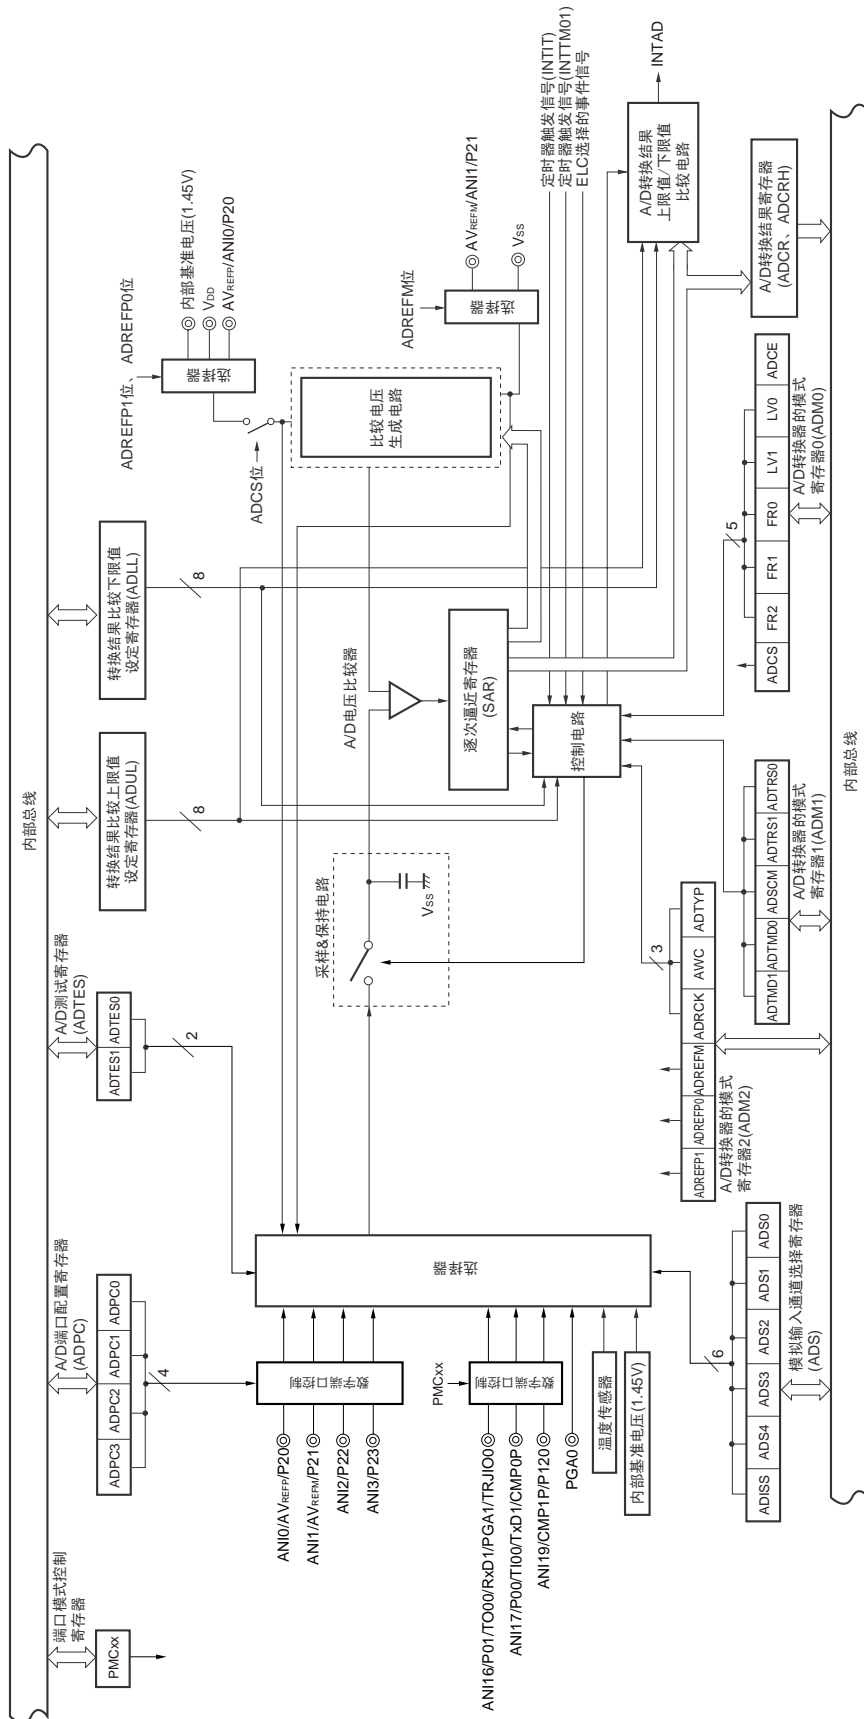 内部总线
端口模式控制
寄存器
PMCxx
A/D端口配置寄存器
(ADPC)
ADPC3
ADPC2
ADPC1
ADPC0
4
A/D测试寄存器
(ADTES)
ADTES1
ADTES0
2
转换结果比较上限值
设定寄存器(ADUL)
8
转换结果比较下限值
设定寄存器(ADLL)
8
ADREFP1位、ADREFP0位
内部基准电压(1.45V)
VDD
AVREFP/ANI0/P20
选择器
ADCS位
比较电压
生成电路
ADREFM位
选择器
AVREFM/ANI1/P21
VSS
A/D电压比较器
采样&保持电路
VSS
逐次逼近寄存器
(SAR)
控制电路
定时器触发信号(INTIT)
定时器触发信号(INTTM01)
ELC选择的事件信号
A/D转换结果
上限值/下限值
比较电路
INTAD
A/D转换结果寄存器
(ADCR、ADCRH)
ANI0/AVREFP/P20
ANI1/AVREFM/P21
ANI2/P22
ANI3/P23
数字端口控制
选择器
PMCxx
数字端口控制
ANI16/P01/TO00/RxD1/PGA1/TRJIO0
ANI17/P00/TI00/TxD1/CMP0P
ANI19/CMP1P/P120
PGA0
温度传感器
内部基准电压(1.45V)
6
ADISS
ADS4
ADS3
ADS2
ADS1
ADS0
模拟输入通道选择寄存器
(ADS)
3
ADREFP1
ADREFP0
ADREFM
ADRCK
AWC
ADTYP
A/D转换器的模式
寄存器2(ADM2)
ADTMD1
ADTMD0
ADSCM
ADTRS1
ADTRS0
A/D转换器的模式
寄存器1(ADM1)
5
ADCS
FR2
FR1
FR0
LV1
LV0
ADCE
A/D转换器的模式
寄存器0(ADM0)
内部总线